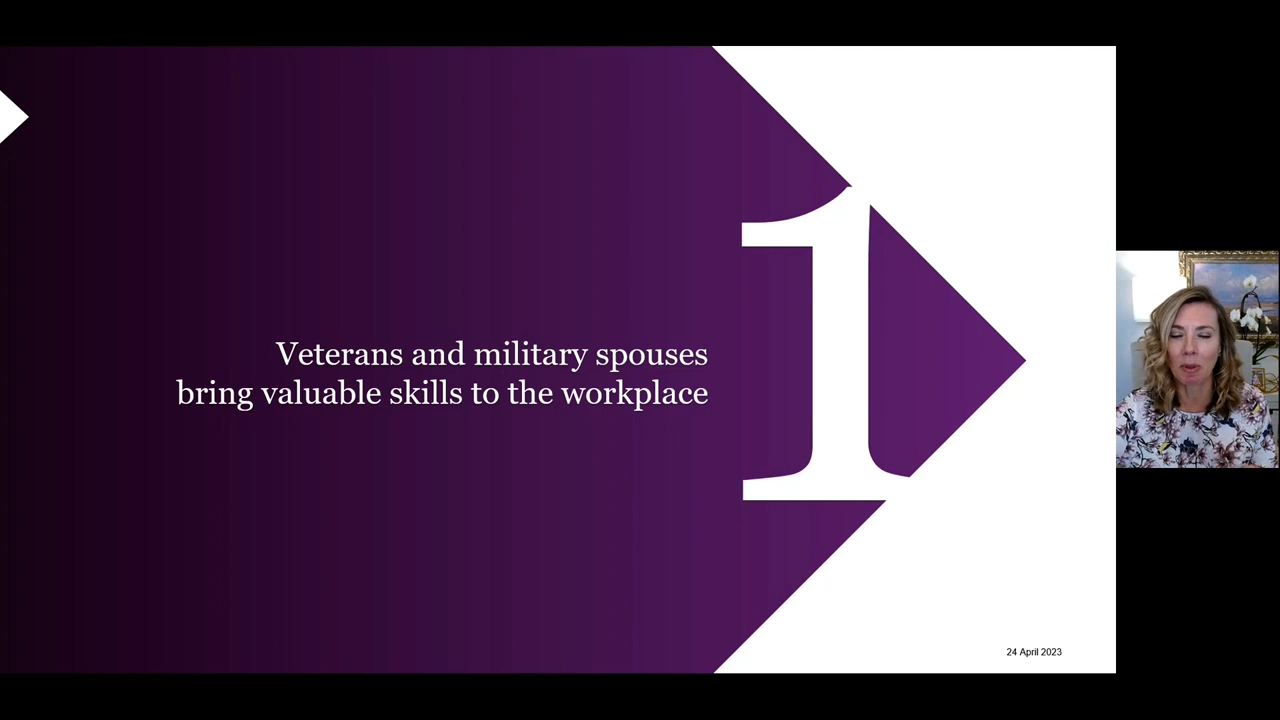 Veterans and military spouses
bring valuable skills to the workplace
1
24 April 2023